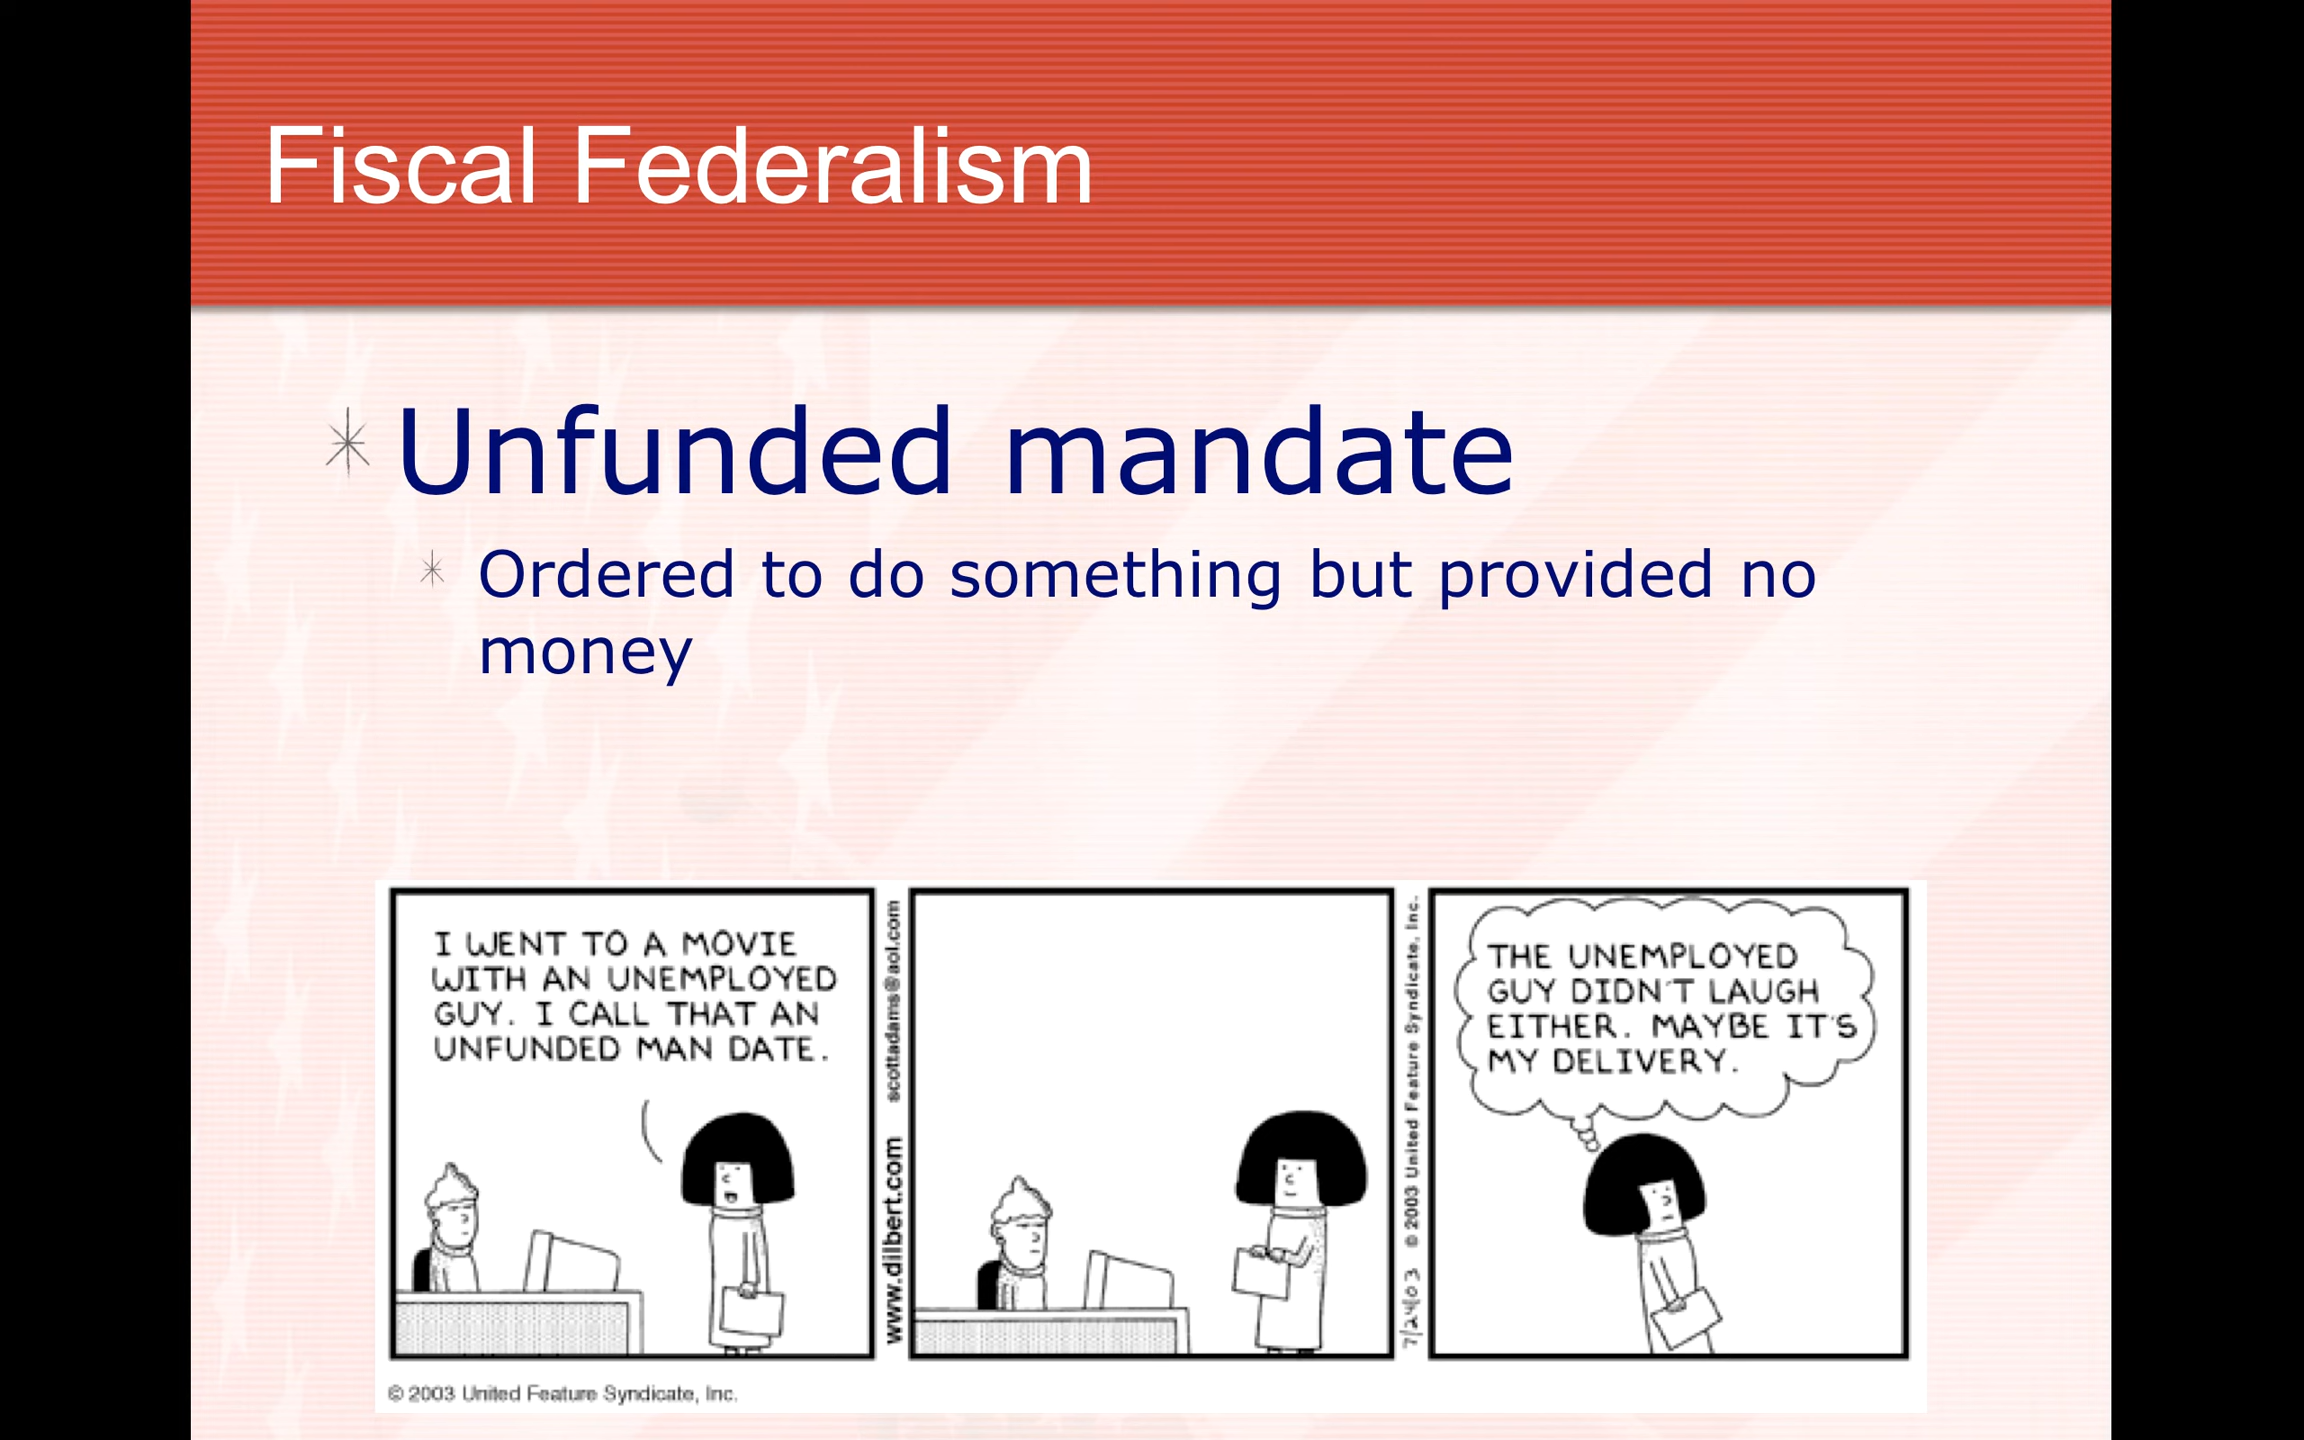 Fiscal Federalism
Unfunded mandate
Ordered to do something but provided no
money
I WENT TO A MOVIE
WITH AN UNEMPLOYED
GUY. I CALL THAT AN
UNFUNDED MAN DATE.
www.dilbert.com scottadams@aol.com
7/24/03 © 2003 United Feature Syndicate, Inc.
THE UNEMPLOYED
GUY DIDN'T LAUGH
EITHER. MAYBE IT'S
MY DELIVERY.
© 2003 United Feature Syndicate, Inc.